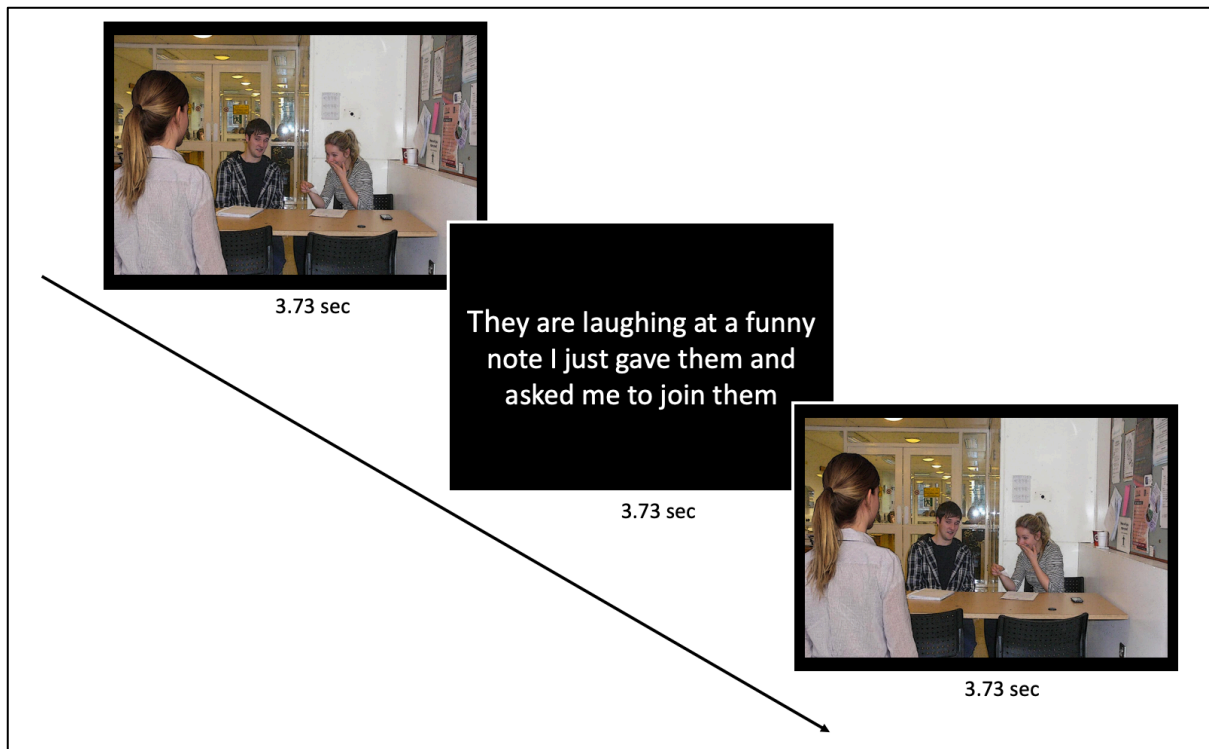 3.73 sec
They are laughing at a funny
note I just gave them and
asked me to join them
3.73 sec
3.73 sec